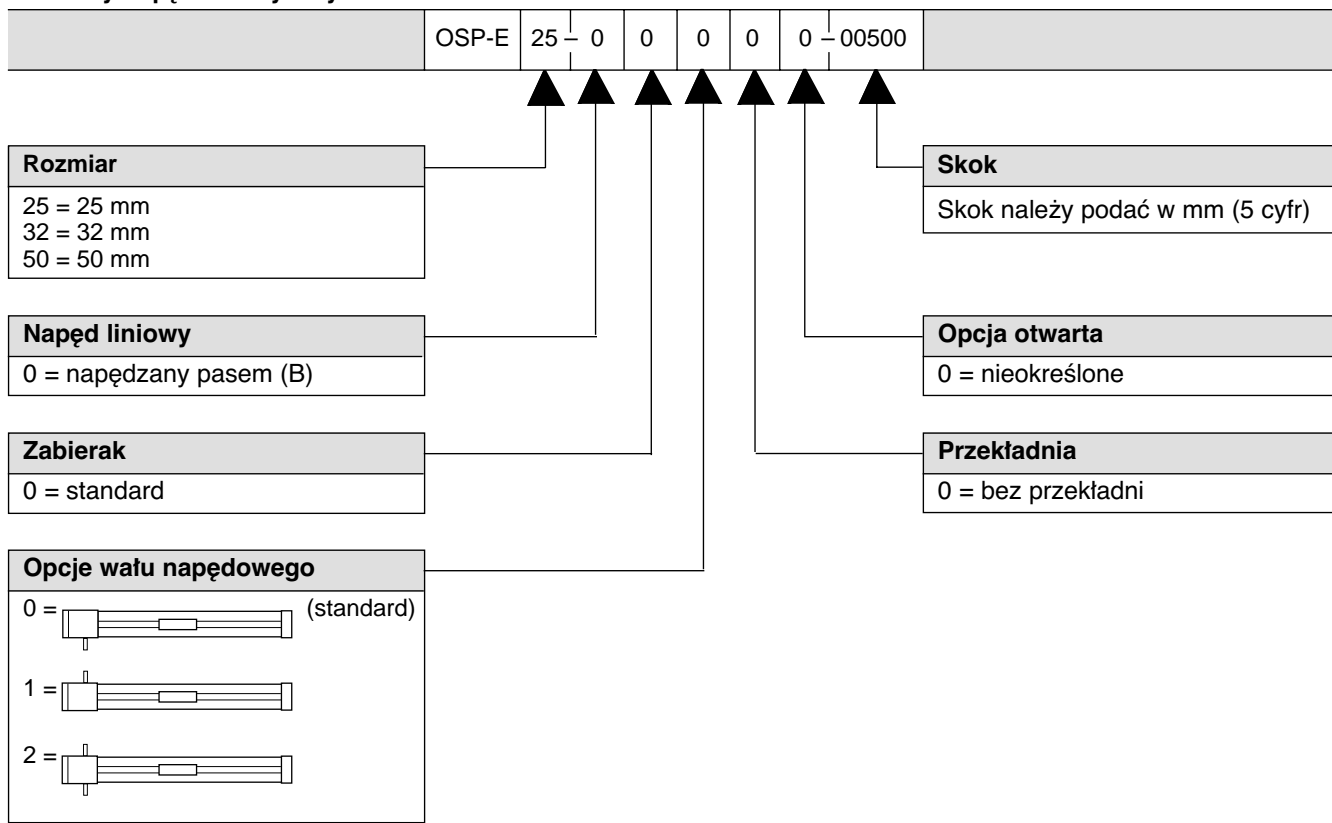 OSP-E 25 – 0 0 0 0 0 – 00500
Rozmiar
25 = 25 mm
32 = 32 mm
50 = 50 mm
Skok
Skok należy podać w mm (5 cyfr)
Napęd liniowy
0 = napędzany pasem (B)
Opcja otwarta
0 = nieokreślone
Zabierak
0 = standard
Przekładnia
0 = bez przekładni
Opcje wału napędowego
0 = (standard)
1 =
2 =